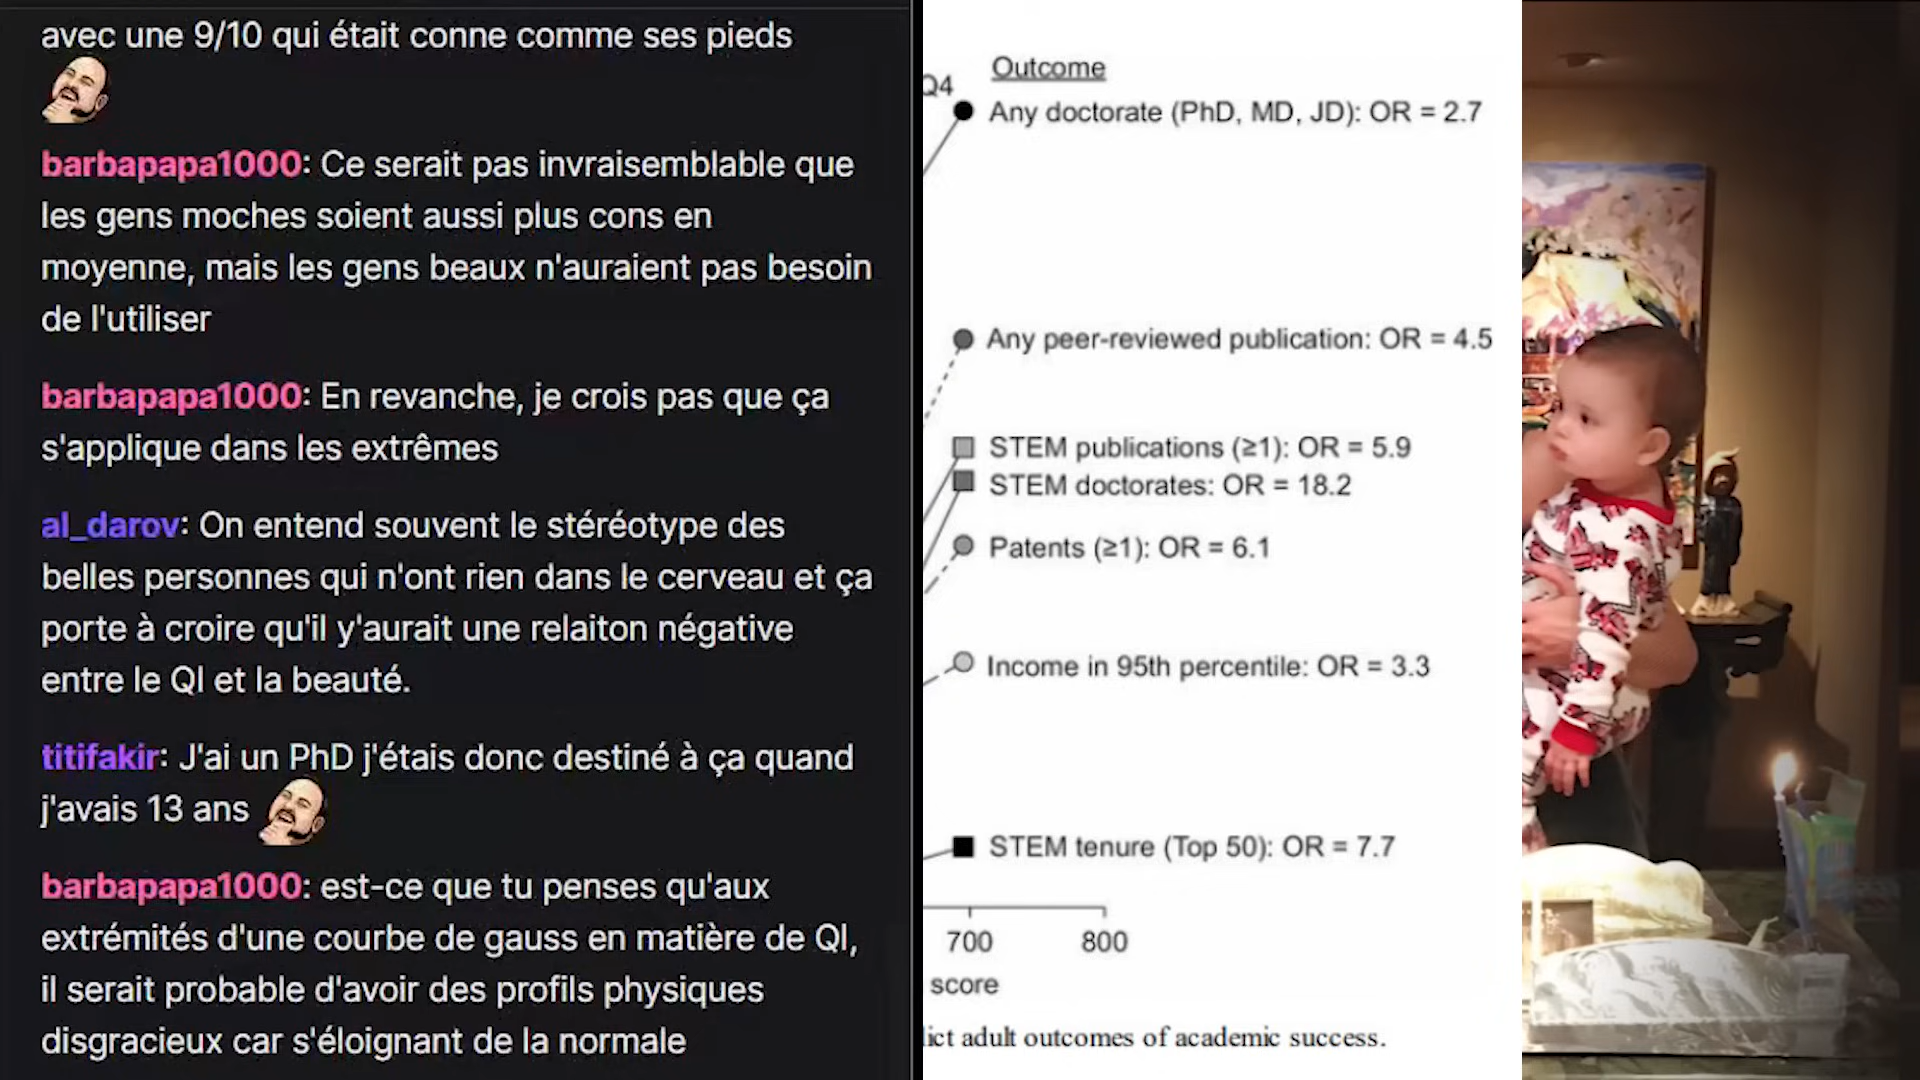 avec une 9/10 qui était conne comme ses pieds
barbapapa1000: Ce serait pas invraisemblable que
les gens moches soient aussi plus cons en
moyenne, mais les gens beaux n'auraient pas besoin
de l'utiliser
barbapapa1000: En revanche, je crois pas que ça
s'applique dans les extrêmes
al_darov: On entend souvent le stéréotype des
belles personnes qui n'ont rien dans le cerveau et ça
porte à croire qu'il y'aurait une relaiton négative
entre le QI et la beauté.
titifakir: J'ai un PhD j'étais donc destiné à ça quand
j'avais 13 ans
barbapapa1000: est-ce que tu penses qu'aux
extrémités d'une courbe de gauss en matière de QI,
il serait probable d'avoir des profils physiques
disgracieux car s'éloignant de la normale
Q4
Outcome
Any doctorate (PhD, MD, JD): OR = 2.7
Any peer-reviewed publication: OR = 4.5
STEM publications (≥1): OR = 5.9
STEM doctorates: OR = 18.2
Patents (≥1): OR = 6.1
Income in 95th percentile: OR = 3.3
STEM tenure (Top 50): OR = 7.7
700 800
score
ict adult outcomes of academic success.